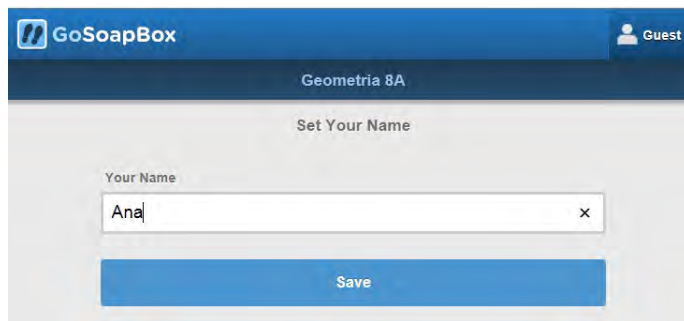 GoSoapBox
Guest
Geometria 8A
Set Your Name
Your Name
Ana
Save